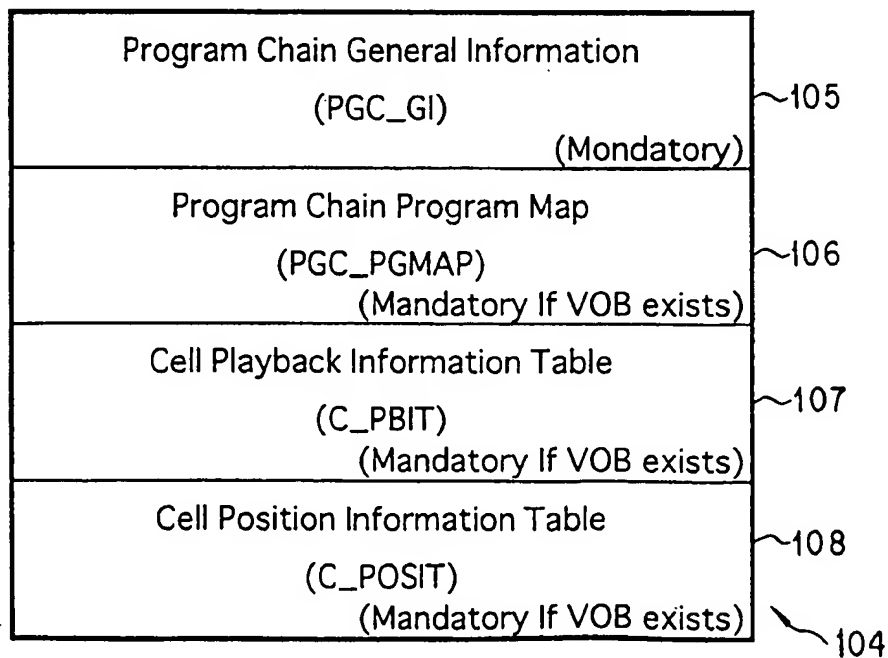 Program Chain General Information
(PGC_GI)
(Mondatory)
105
Program Chain Program Map
(PGC_PGMAP)
(Mandatory If VOB exists)
106
Cell Playback Information Table
(C_PBIT)
(Mandatory If VOB exists)
107
Cell Position Information Table
(C_POSIT)
(Mandatory If VOB exists)
108
104